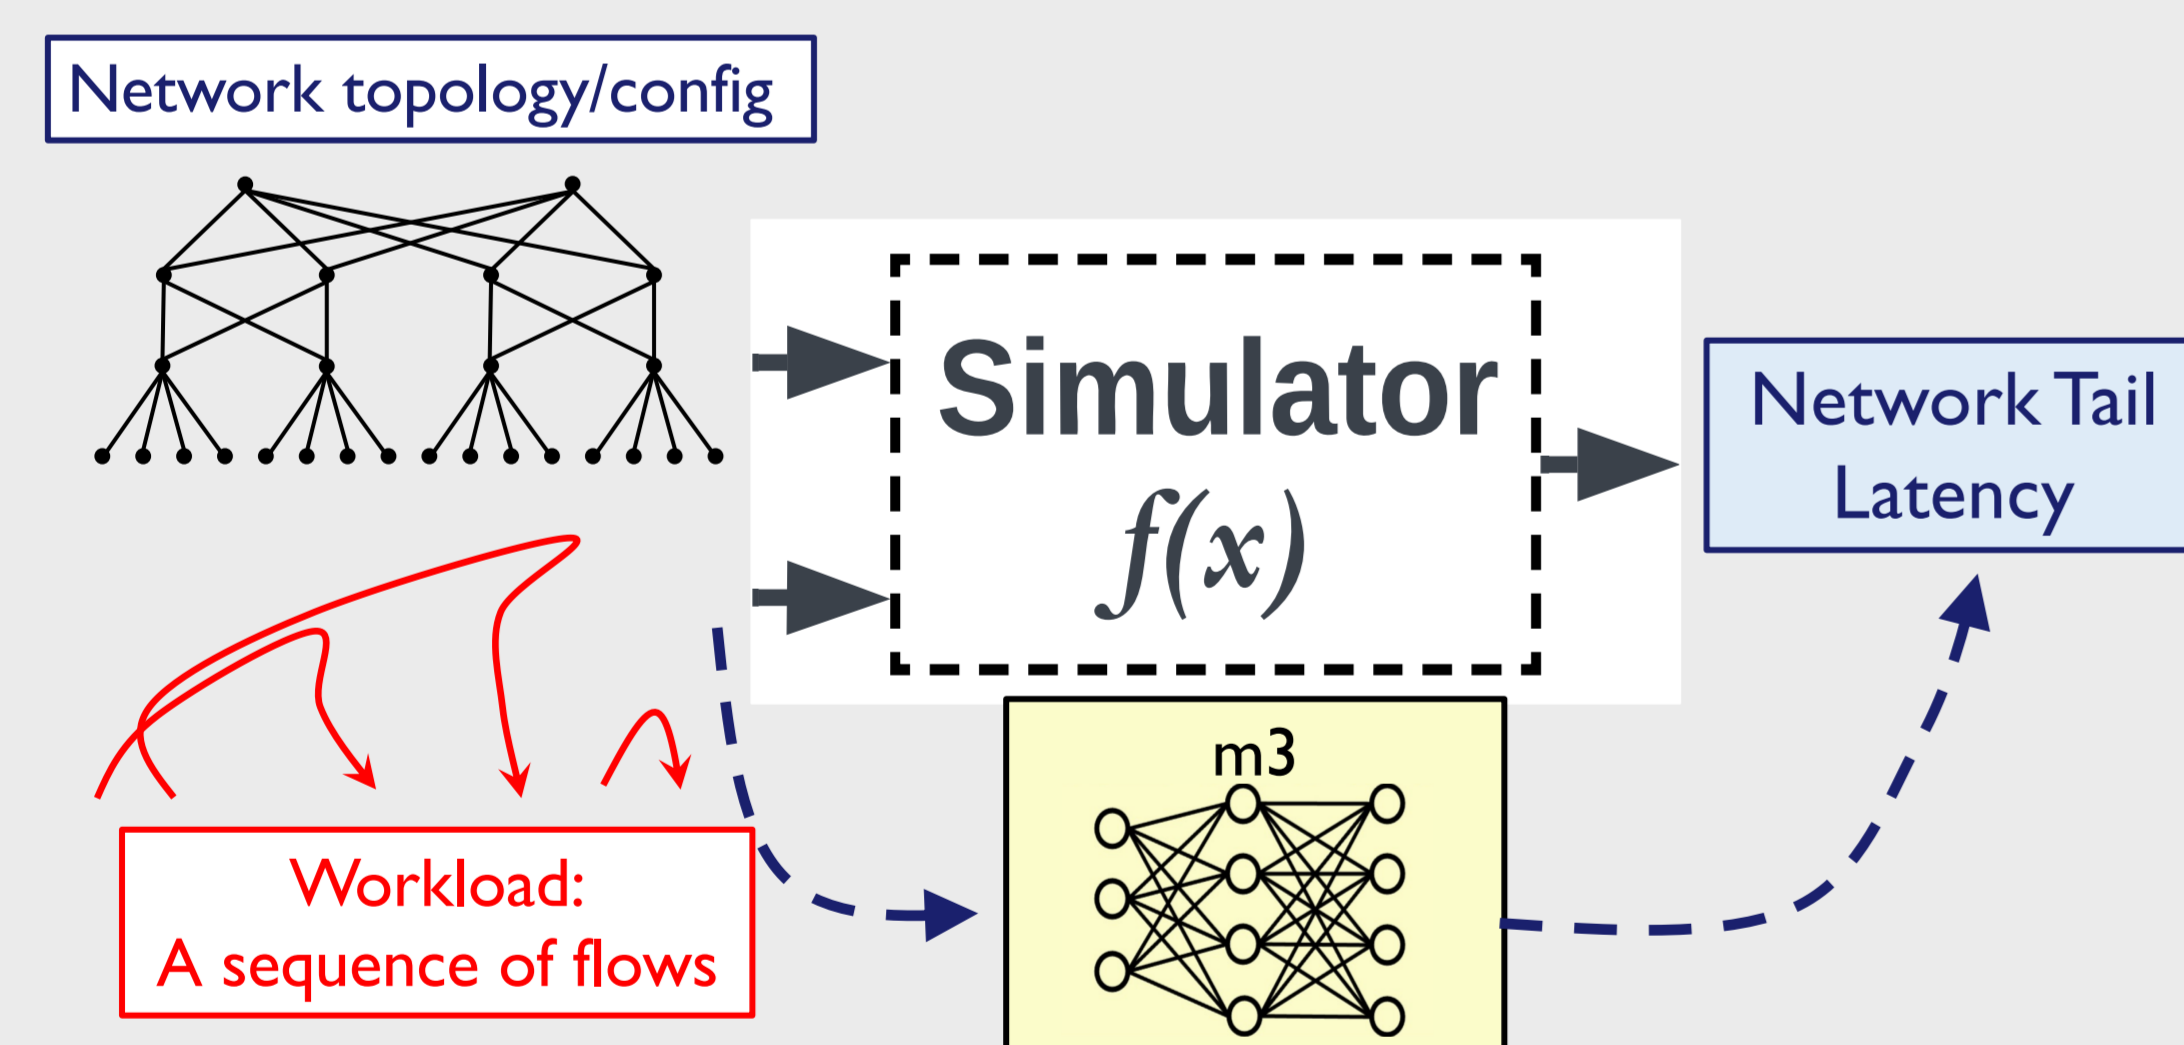 Network topology/config
Simulator
f(x)
Network Tail
Latency
m3
Workload:
A sequence of flows